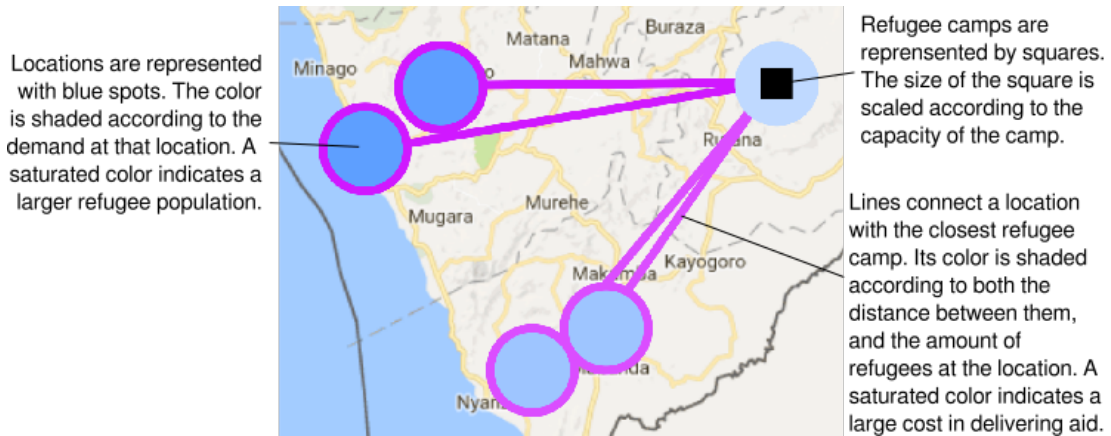 Locations are represented
with blue spots. The color
is shaded according to the
demand at that location. A
saturated color indicates a
larger refugee population.
Minago
Matana
Buraza
Mahwa
Mugara
Murehe
Kayogoro
Refugee camps are
reprensented by squares.
The size of the square is
scaled according to the
capacity of the camp.
Lines connect a location
with the closest refugee
camp. Its color is shaded
according to both the
distance between them,
and the amount of
refugees at the location. A
saturated color indicates a
large cost in delivering aid.